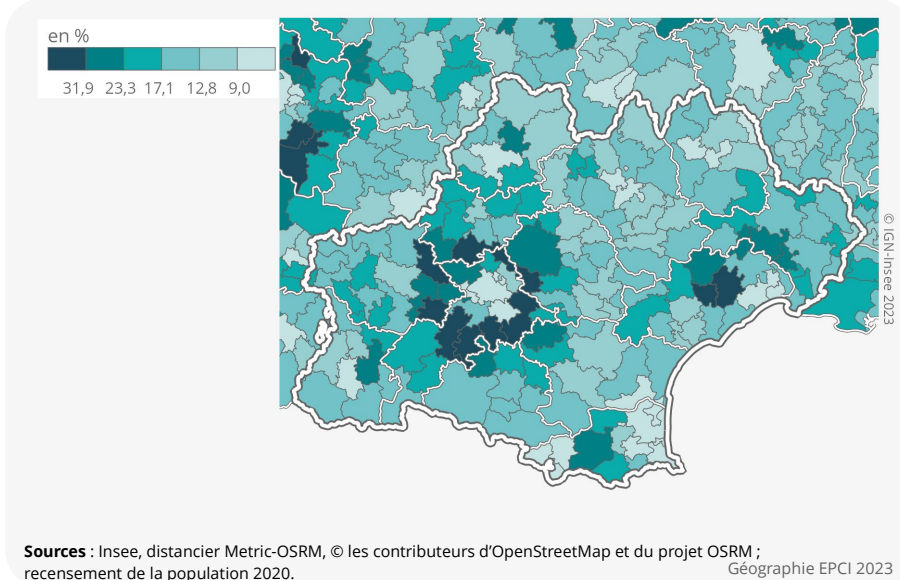 en %
31,9 23,3 17,1 12,8 9,0
© IGN-Insee 2023
Sources : Insee, distancier Metric-OSRM, © les contributeurs d’OpenStreetMap et du projet OSRM ;
recensement de la population 2020.
Géographie EPCI 2023